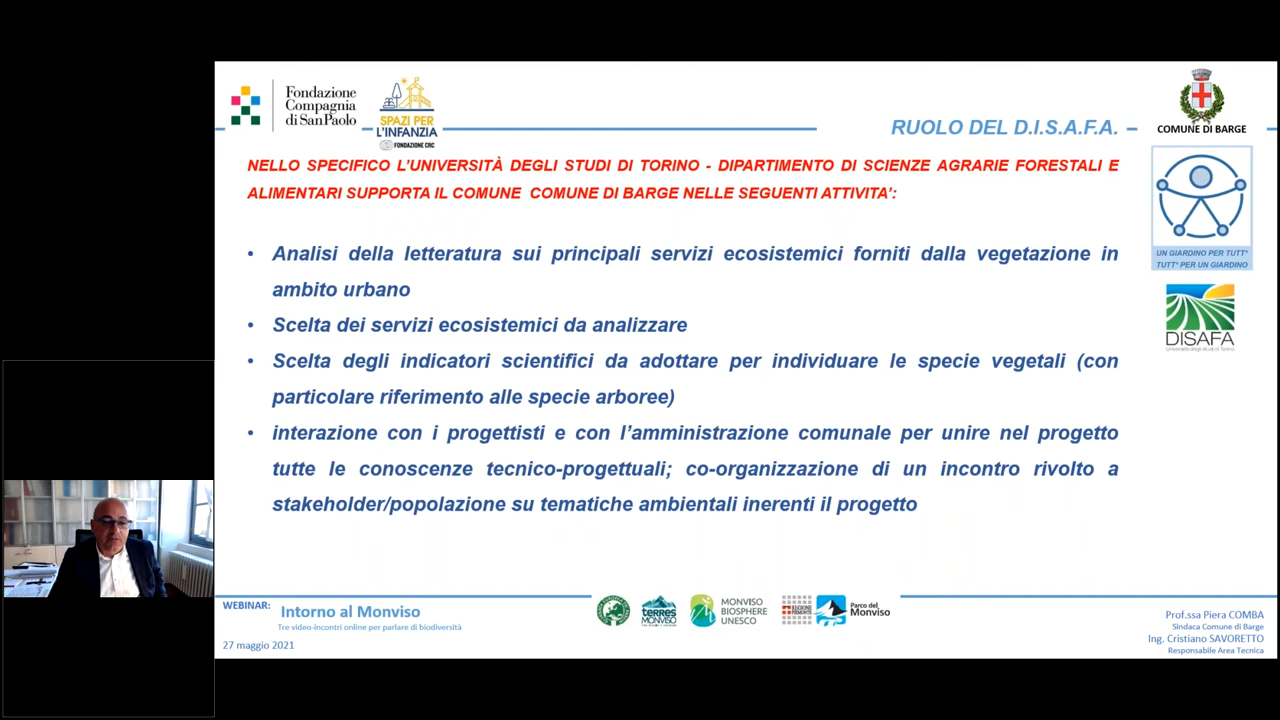 Fondazione
Compagnia
di San Paolo
SPAZI PER
L'INFANZIA
FONDAZIONE CRC
RUOLO DEL D.I.S.A.F.A.
COMUNE DI BARGE
NELLO SPECIFICO L'UNIVERSITÀ DEGLI STUDI DI TORINO - DIPARTIMENTO DI SCIENZE AGRARIE FORESTALI E
ALIMENTARI SUPPORTA IL COMUNE COMUNE DI BARGE NELLE SEGUENTI ATTIVITA':
UN GIARDINO PER TUTT*
TUTT* PER UN GIARDINO
DISAFA
Università degli studi di Torino
• Analisi della letteratura sui principali servizi ecosistemici forniti dalla vegetazione in
ambito urbano
• Scelta dei servizi ecosistemici da analizzare
• Scelta degli indicatori scientifici da adottare per individuare le specie vegetali (con
particolare riferimento alle specie arboree)
• interazione con i progettisti e con l'amministrazione comunale per unire nel progetto
tutte le conoscenze tecnico-progettuali; co-organizzazione di un incontro rivolto a
stakeholder/popolazione su tematiche ambientali inerenti il progetto
WEBINAR:
Intorno al Monviso
Tre video-incontri online per parlare di biodiversità
27 maggio 2021
terres
MONVISO
MONVISO
BIOSPHERE
UNESCO
REGIONE
PIEMONTE
Parco del
Monviso
Prof.ssa Piera COMBA
Sindaca Comune di Barge
Ing. Cristiano SAVORETTO
Responsabile Area Tecnica